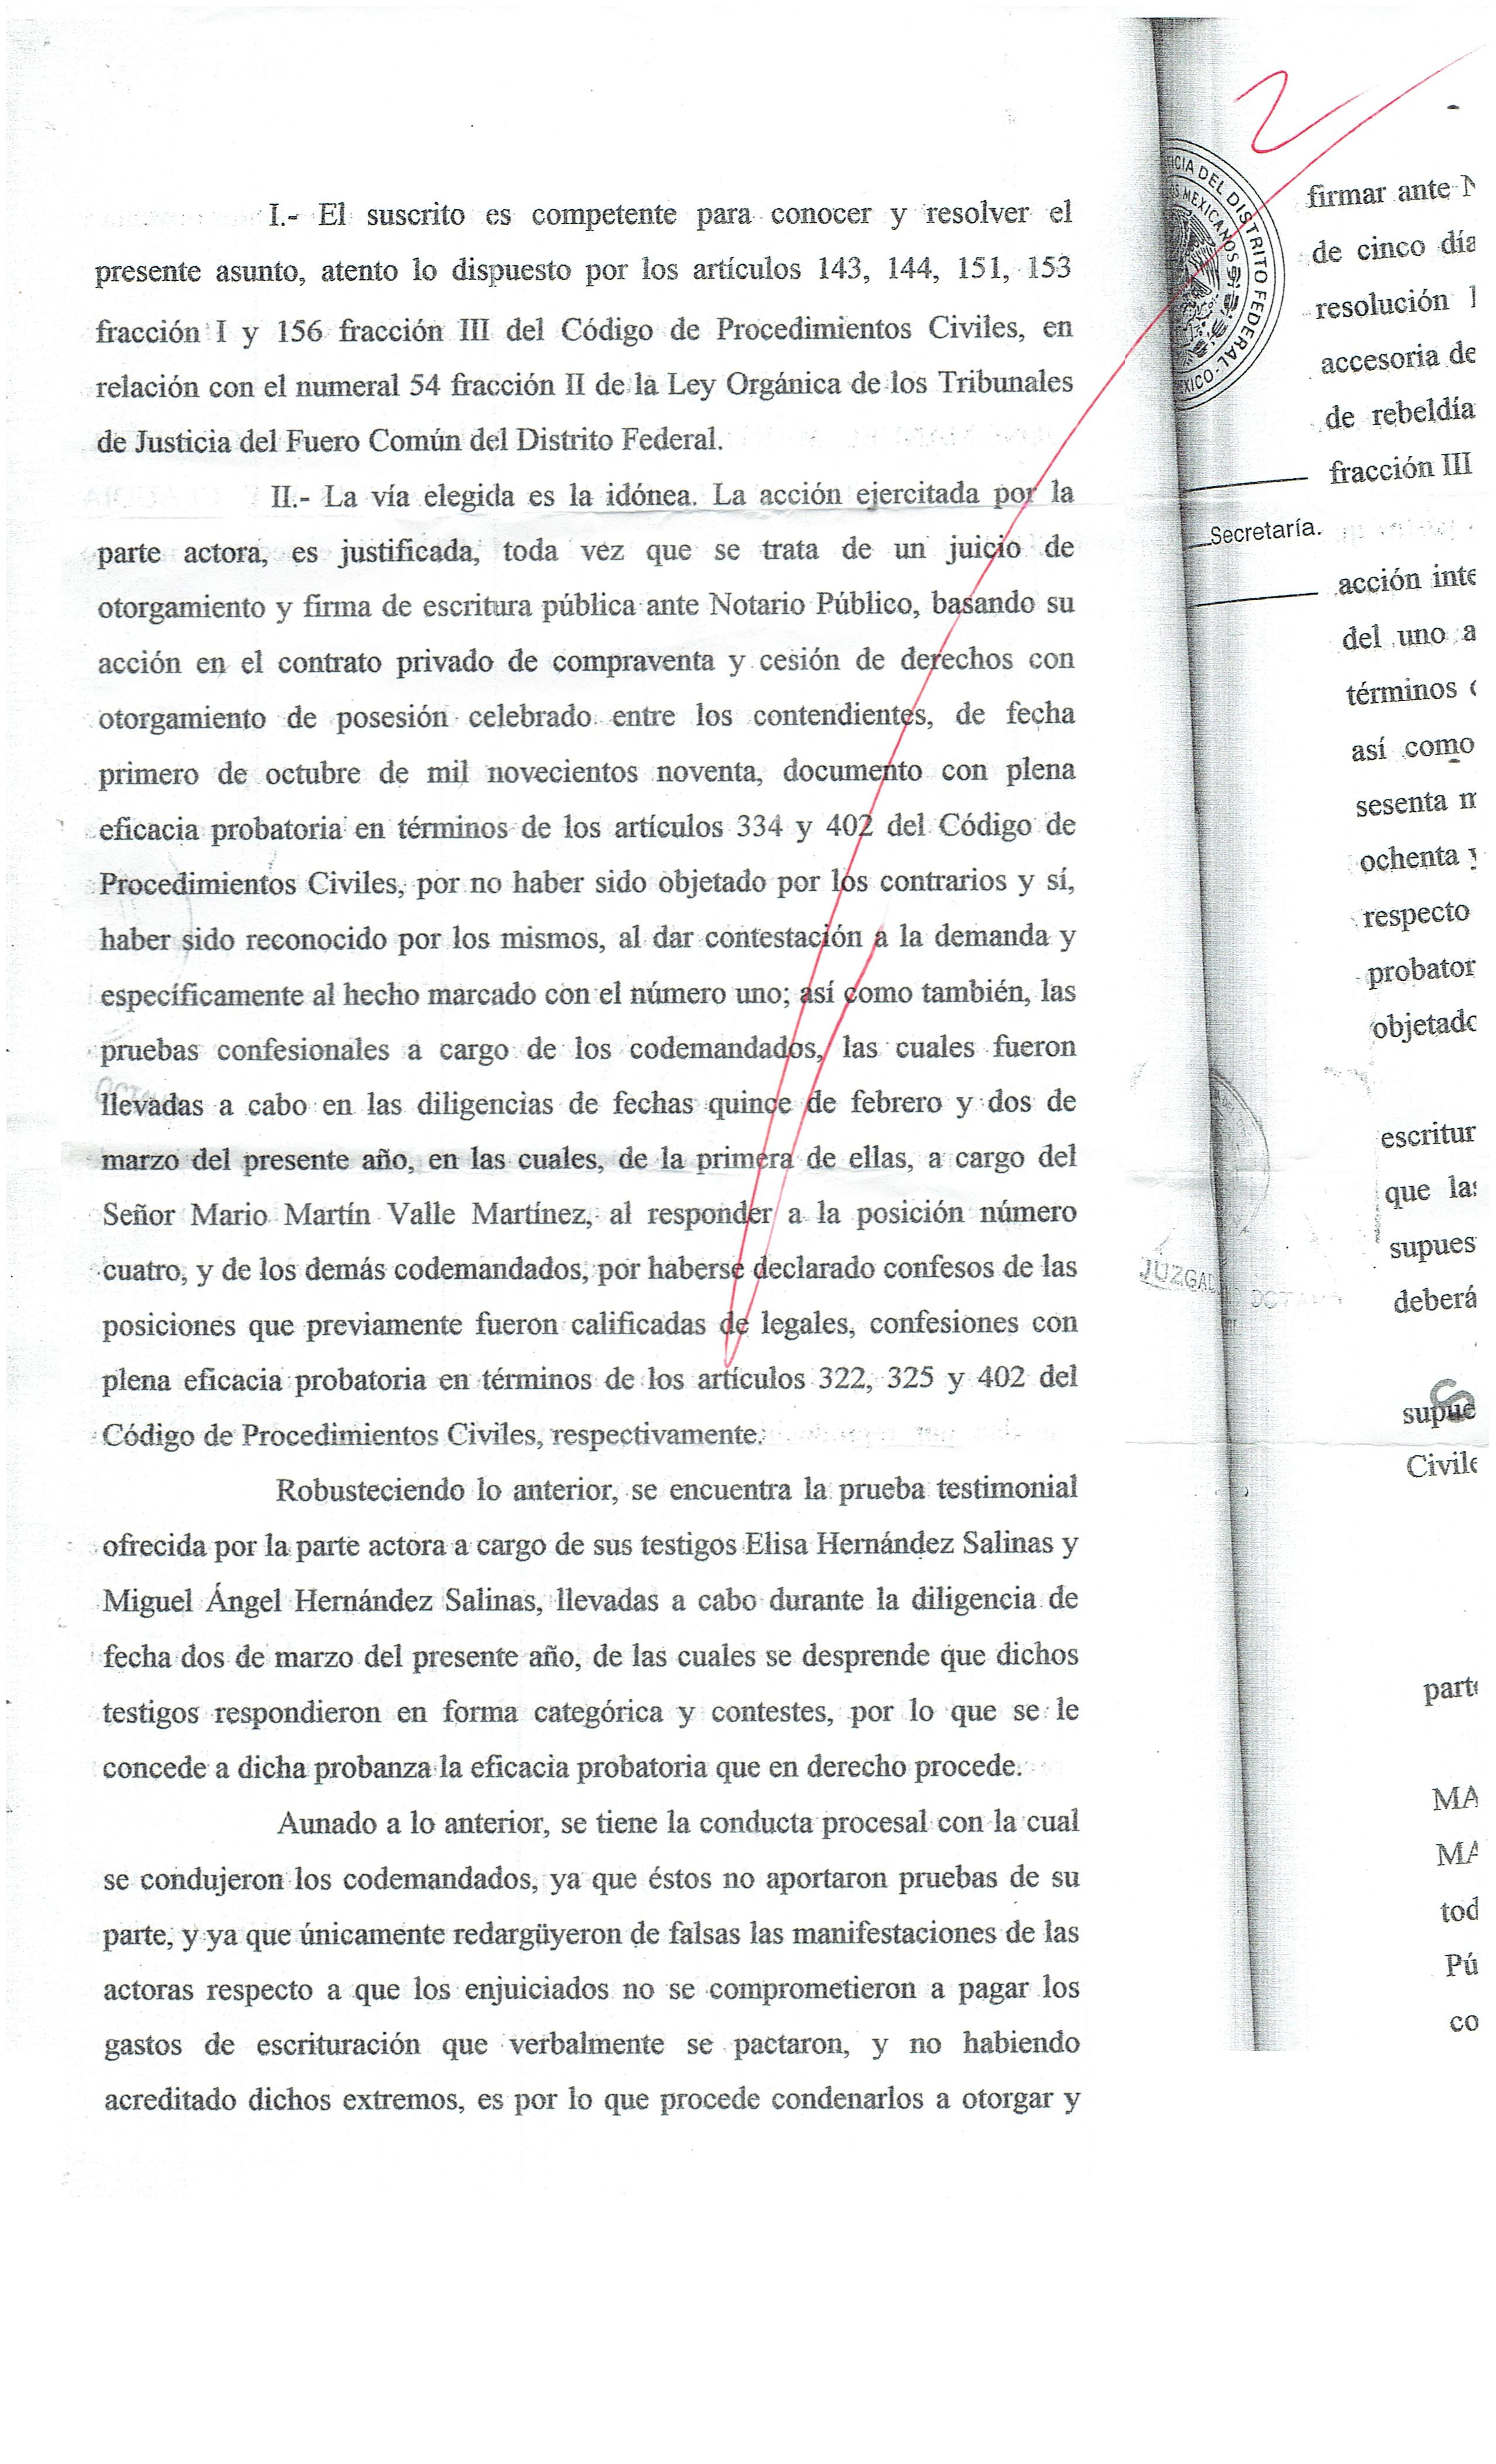 I.- El suscrito es competente para conocer y resolver el
presente asunto, atento lo dispuesto por los artículos 143, 144, 151, 153
fracción I y 156 fracción III del Código de Procedimientos Civiles, en
relación con el numeral 54 fracción II de la Ley Orgánica de los Tribunales
de Justicia del Fuero Común del Distrito Federal.
II.- La vía elegida es la idónea. La acción ejercitada por la
parte actora, es justificada, toda vez que se trata de un juicio de
otorgamiento y firma de escritura pública ante Notario Público, basando su
acción en el contrato privado de compraventa y cesión de derechos con
otorgamiento de posesión celebrado entre los contendientes, de fecha
primero de octubre de mil novecientos noventa, documento con plena
eficacia probatoria en términos de los artículos 334 y 402 del Código de
Procedimientos Civiles, por no haber sido objetado por los contrarios y sí,
haber sido reconocido por los mismos, al dar contestación a la demanda y
específicamente al hecho marcado con el número uno; así como también, las
pruebas confesionales a cargo de los codemandados, las cuales fueron
llevadas a cabo en las diligencias de fechas quince de febrero y dos de
marzo del presente año, en las cuales, de la primera de ellas, a cargo del
Señor Mario Martín Valle Martínez, al responder a la posición número
cuatro, y de los demás codemandados, por haberse declarado confesos de las
posiciones que previamente fueron calificadas de legales, confesiones con
plena eficacia probatoria en términos de los artículos 322, 325 y 402 del
Código de Procedimientos Civiles, respectivamente.
Robusteciendo lo anterior, se encuentra la prueba testimonial
ofrecida por la parte actora a cargo de sus testigos Elisa Hernández Salinas y
Miguel Ángel Hernández Salinas, llevadas a cabo durante la diligencia de
fecha dos de marzo del presente año, de las cuales se desprende que dichos
testigos respondieron en forma categórica y contestes, por lo que se le
concede a dicha probanza la eficacia probatoria que en derecho procede.
Aunado a lo anterior, se tiene la conducta procesal con la cual
se condujeron los codemandados, ya que éstos no aportaron pruebas de su
parte, y ya que únicamente redargüyeron de falsas las manifestaciones de las
actoras respecto a que los enjuiciados no se comprometieron a pagar los
gastos de escrituración que verbalmente se pactaron, y no habiendo
acreditado dichos extremos, es por lo que procede condenarlos a otorgar y
2
DEL DISTRITO FEDERAL
MEXICANOS
Secretaría.
JUZGAD
firmar ante N
de cinco día
resolución l
accesoria de
de rebeldía
fracción III
acción inte
del uno a
términos
así como
sesenta m
ochenta y
respecto
probator
objetado
escritur
que las
supues
deberá
supue
Civile
parte
MA
MA
tod
Pú
co